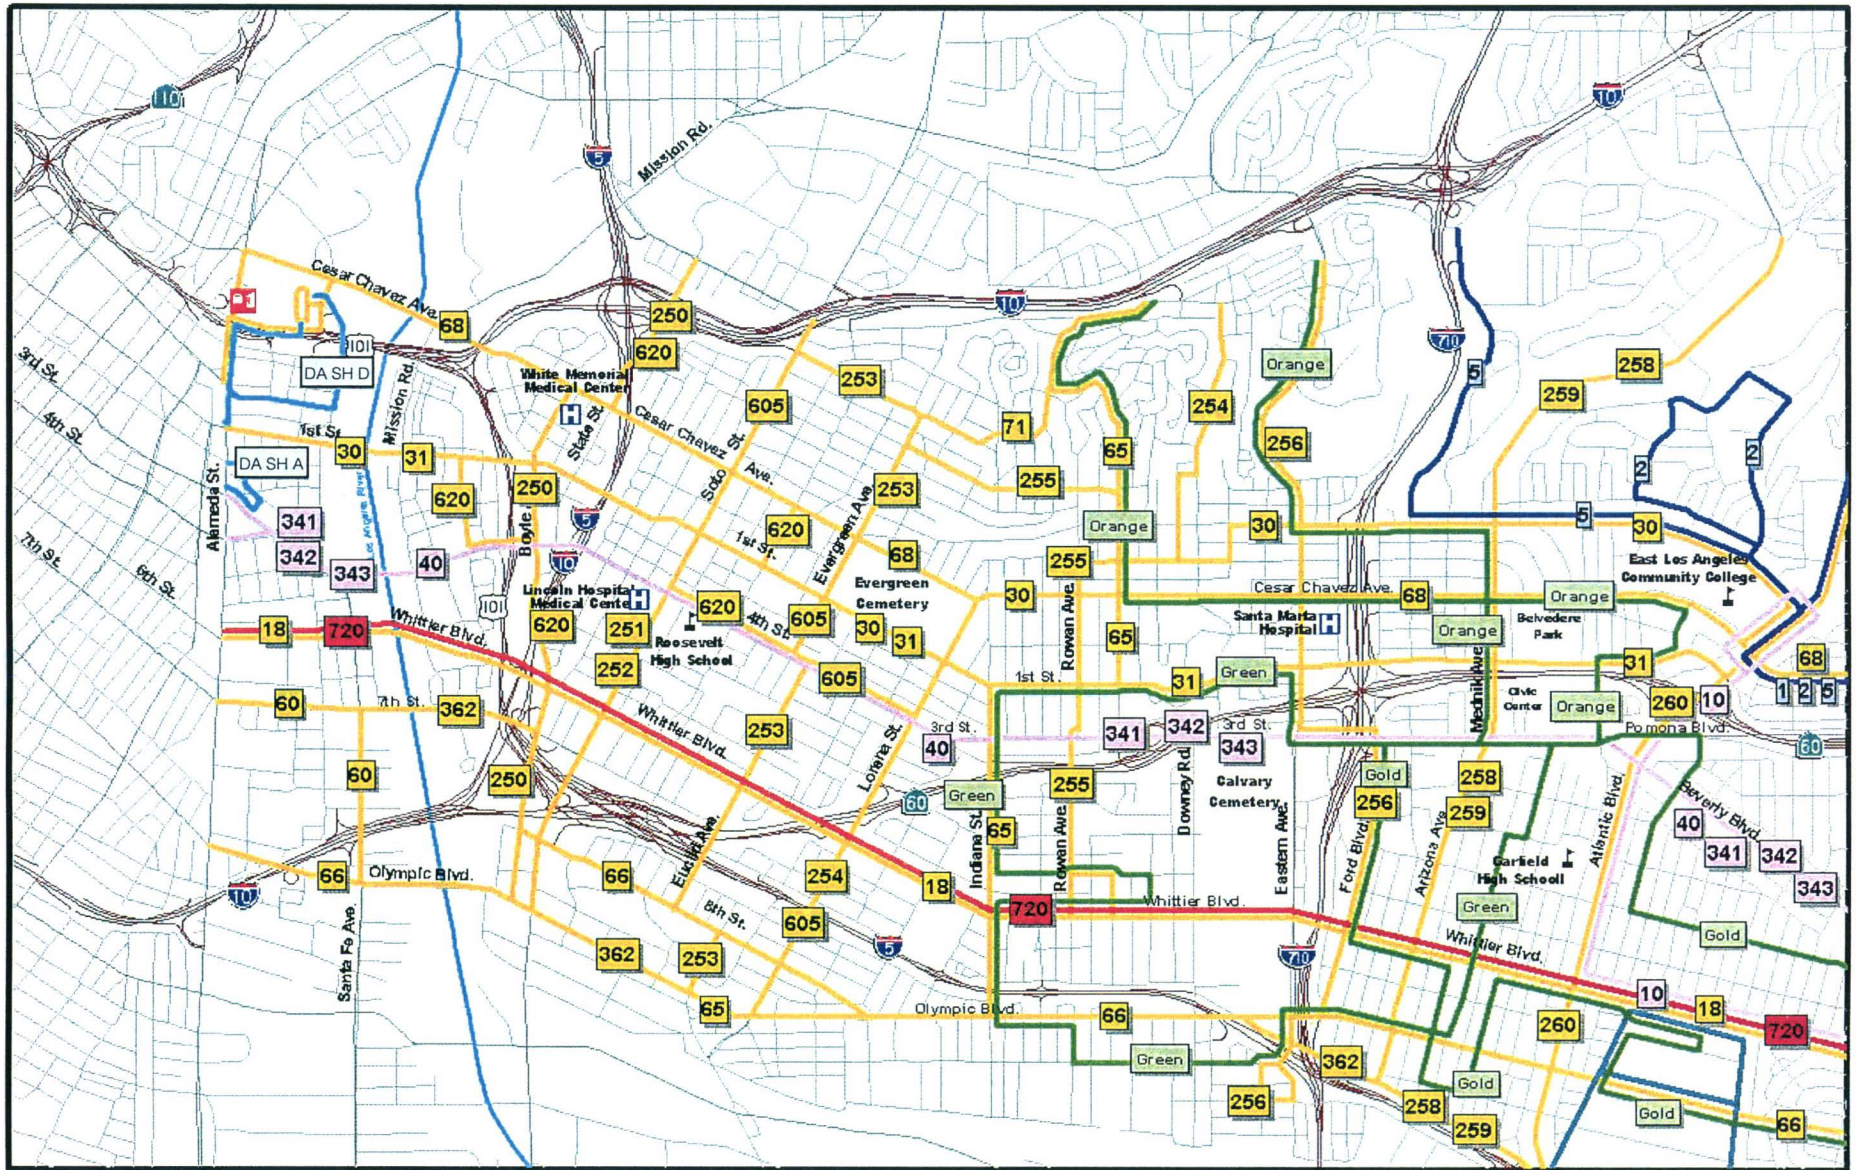 110
10
5
Mission Rd.
Cesar Chavez Ave.
68
250
10
101
620
DA SH D
710
5
258
Orange
3rd St.
Mission Rd.
White Memorial
Medical Center
253
259
605
254
State St.
Cesar Chavez Ave.
4th St.
1st St.
30
31
71
65
256
2
2
Soto St.
DA SH A
Alameda St.
620
250
253
255
341
Boyle
5
620
Orange
30
5
30
342
1st St.
Evergreen Ave.
7th St.
6th St.
343
40
10
68
255
East Los Angeles
Community College
Los Angeles River
Evergreen
Cemetery
Lincoln Hospital
Medical Cente
101
30
Cesar Chavez Ave.
68
Orange
18
720
Whittier Blvd.
620
251
620
4th St.
605
30
31
Rowan Ave.
65
Santa Marta
Hospital
Orange
Belvedere
Park
Roosevelt
High School
252
605
1st St.
31
Green
31
68
60
7th St.
362
Whittier Blvd.
253
Mednik Ave.
Civic
Center
Orange
260
10
1
2
5
Lorena St.
3rd St.
40
341
342
3rd St.
343
Pomona Blvd.
60
60
250
60
Green
255
Calvary
Cemetery
Downey Rd.
Gold
256
258
259
Atlantic Blvd.
Beverly Blvd.
40
341
342
343
Indiana St.
65
Rowan Ave.
Eastern Ave.
Ford Blvd.
Arizona Ave.
Garfield
High Schooll
66
Olympic Blvd.
66
Euclid Ave.
254
18
10
Santa Fe Ave.
8th St.
605
720
Whittier Blvd.
Green
Gold
362
253
5
710
Whittier Blvd.
65
Olympic Blvd.
66
10
18
720
260
Green
362
256
Gold
258
259
Gold
66